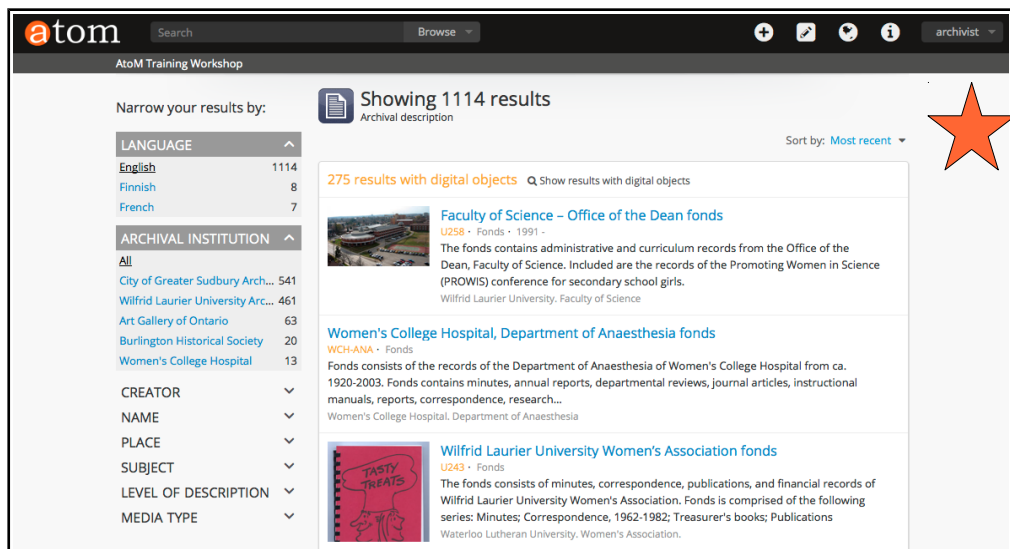 atom Search Browse archivist
AtoM Training Workshop
Narrow your results by:
LANGUAGE
English 1114
Finnish 8
French 7
ARCHIVAL INSTITUTION
All
City of Greater Sudbury Arch... 541
Wilfrid Laurier University Arc... 461
Art Gallery of Ontario 63
Burlington Historical Society 20
Women's College Hospital 13
CREATOR
NAME
PLACE
SUBJECT
LEVEL OF DESCRIPTION
MEDIA TYPE
Showing 1114 results
Archival description
Sort by: Most recent
275 results with digital objects Show results with digital objects
Faculty of Science – Office of the Dean fonds
U258 · Fonds · 1991 -
The fonds contains administrative and curriculum records from the Office of the
Dean, Faculty of Science. Included are the records of the Promoting Women in Science
(PROWIS) conference for secondary school girls.
Wilfrid Laurier University. Faculty of Science
Women's College Hospital, Department of Anaesthesia fonds
WCH-ANA · Fonds
Fonds consists of the records of the Department of Anaesthesia of Women's College Hospital from ca.
1920-2003. Fonds contains minutes, annual reports, departmental reviews, journal articles, instructional
manuals, reports, correspondence, research...
Women's College Hospital. Department of Anaesthesia
TASTY
TREATS
Wilfrid Laurier University Women's Association fonds
U243 · Fonds
The fonds consists of minutes, correspondence, publications, and financial records of
Wilfrid Laurier University Women's Association. Fonds is comprised of the following
series: Minutes; Correspondence, 1962-1982; Treasurer's books; Publications
Waterloo Lutheran University. Women's Association.